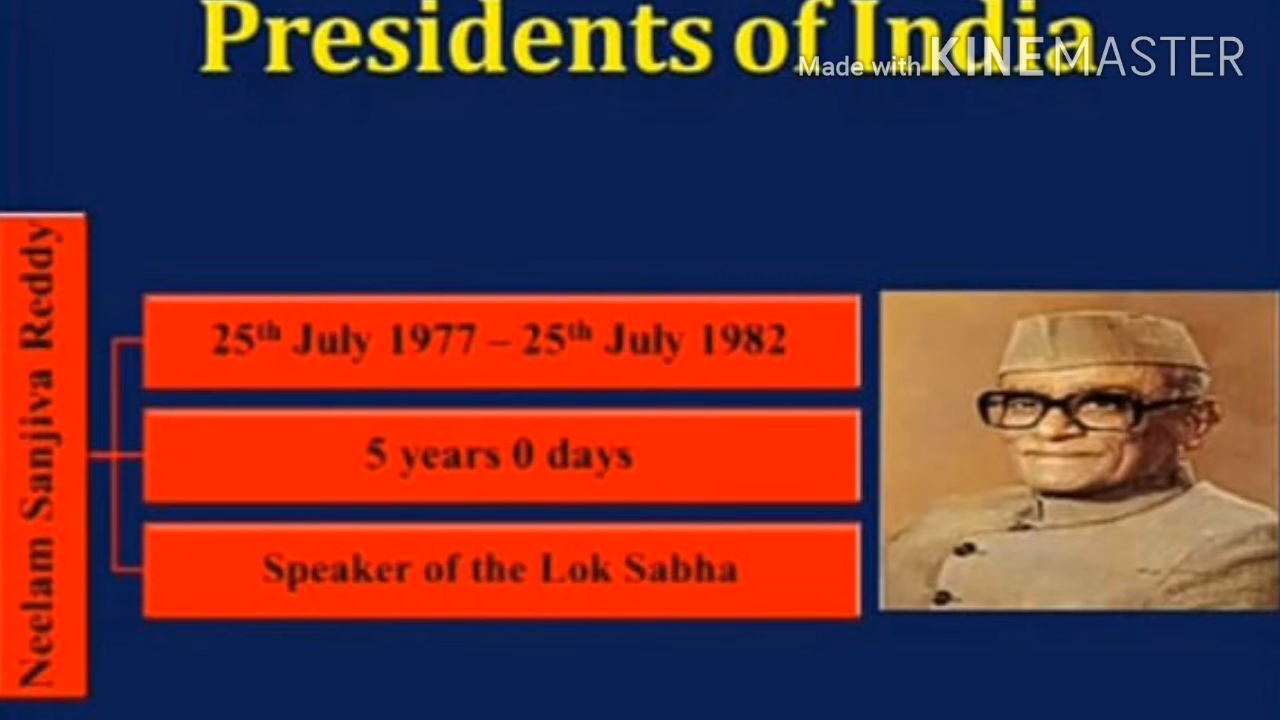 Presidents of India
Made with KINEMASTER
Neelam Sanjiva Reddy
25th July 1977 – 25th July 1982
5 years 0 days
Speaker of the Lok Sabha